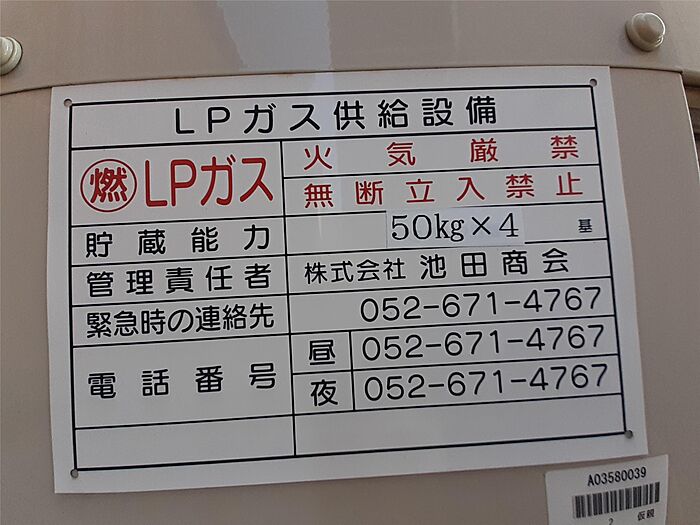 LPガス供給設備
燃 LPガス
火気厳禁
無断立入禁止
貯蔵能力 50kg×4 基
管理責任者 株式会社 池田商会
緊急時の連絡先 052-671-4767
電話番号
昼 052-671-4767
夜 052-671-4767
A03580039
2 仮親